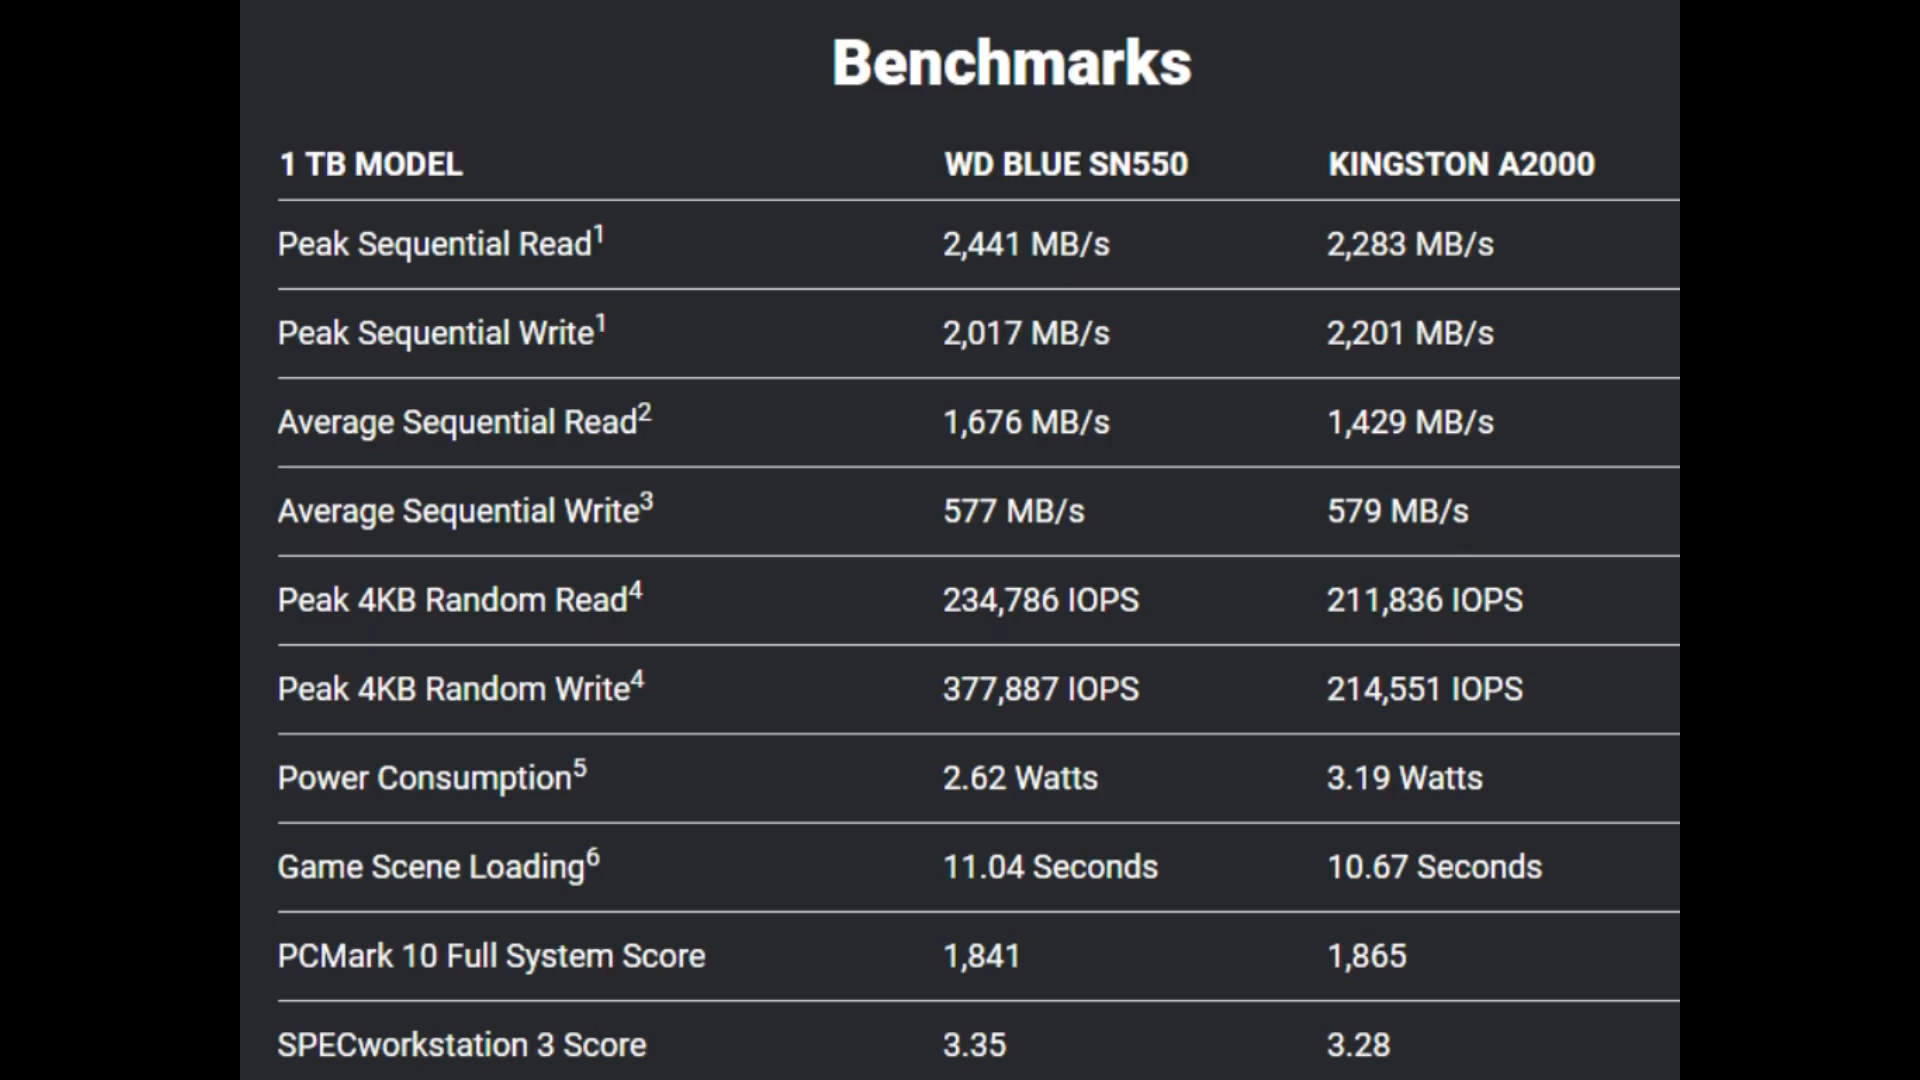 Benchmarks
1 TB MODEL WD BLUE SN550 KINGSTON A2000
Peak Sequential Read¹ 2,441 MB/s 2,283 MB/s
Peak Sequential Write¹ 2,017 MB/s 2,201 MB/s
Average Sequential Read² 1,676 MB/s 1,429 MB/s
Average Sequential Write³ 577 MB/s 579 MB/s
Peak 4KB Random Read⁴ 234,786 IOPS 211,836 IOPS
Peak 4KB Random Write⁴ 377,887 IOPS 214,551 IOPS
Power Consumption⁵ 2.62 Watts 3.19 Watts
Game Scene Loading⁶ 11.04 Seconds 10.67 Seconds
PCMark 10 Full System Score 1,841 1,865
SPECworkstation 3 Score 3.35 3.28